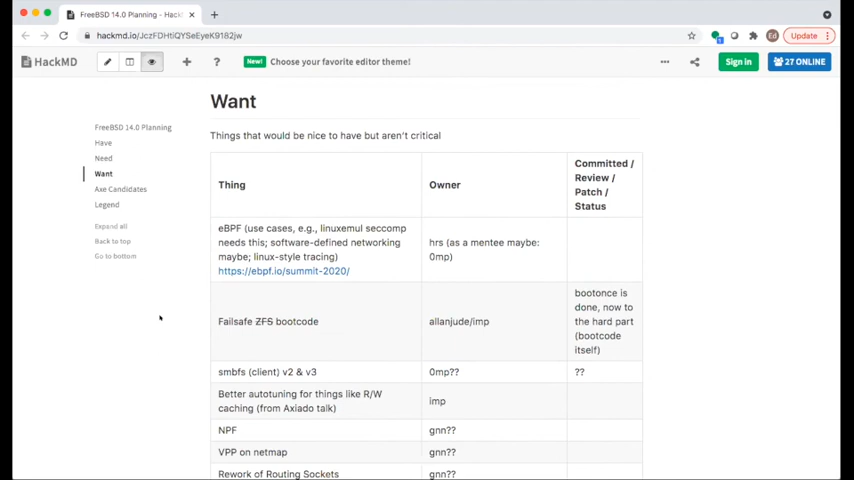 FreeBSD 14.0 Planning - HackMD
hackmd.io/JczFDHtiQYSeEyeK9182jw
Ed
Update
HackMD
New!
Choose your favorite editor theme!
Sign in
27 ONLINE
FreeBSD 14.0 Planning
Have
Need
Want
Axe Candidates
Legend
Expand all
Back to top
Go to bottom
Want
Things that would be nice to have but aren't critical
Thing
Owner
Committed /
Review /
Patch /
Status
eBPF (use cases, e.g., linuxemul seccomp
needs this; software-defined networking
maybe; linux-style tracing)
https://ebpf.io/summit-2020/
hrs (as a mentee maybe:
0mp)
Failsafe ZFS bootcode
allanjude/imp
bootonce is
done, now to
the hard part
(bootcode
itself)
smbfs (client) v2 & v3
0mp??
??
Better autotuning for things like R/W
caching (from Axiado talk)
imp
NPF
gnn??
VPP on netmap
gnn??
Rework of Routing Sockets
gnn??